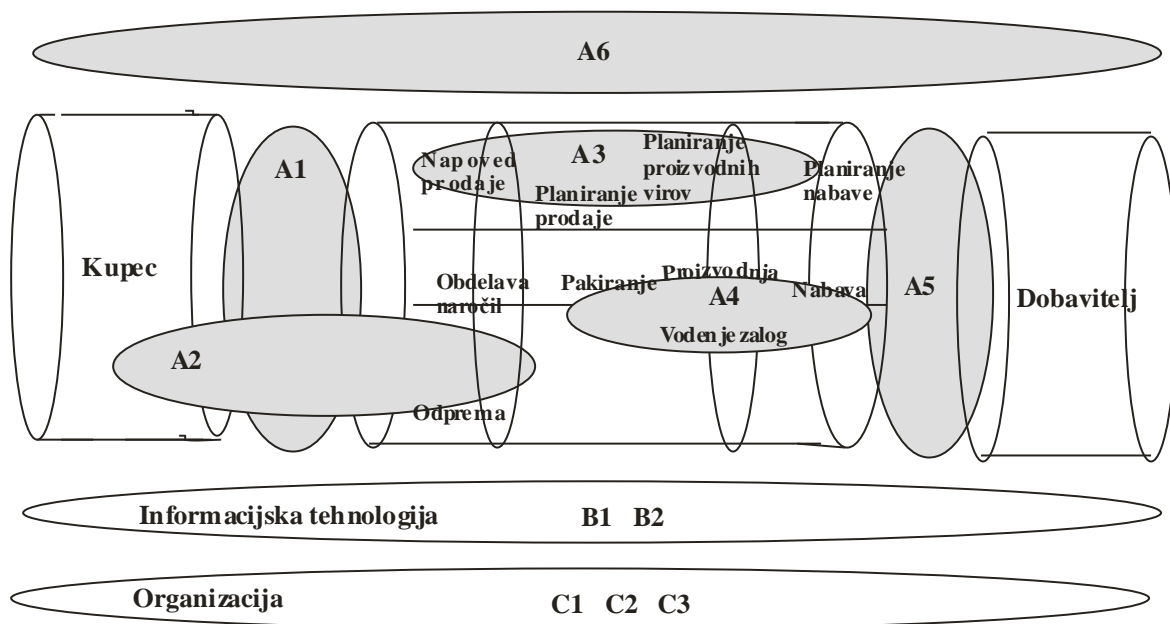 A6
A1
A3
Napoved
prodaje
Planiranje
proizvodnih
virov
Planiranje
prodaje
Planiranje
nabave
Kupec
Obdelava
naročil
Pakiranje
Proizvodnja
A4
Nabava
A5
Dobavitelj
Vodenje zalog
A2
Odprema
Informacijska tehnologija B1 B2
Organizacija C1 C2 C3